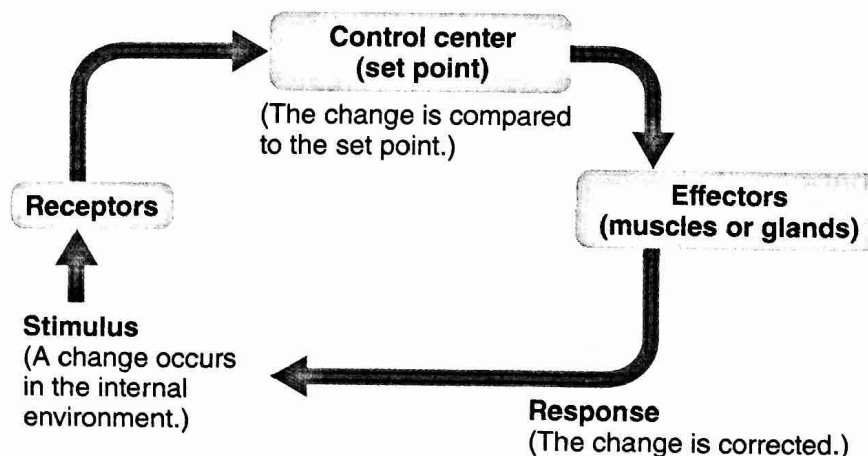 Control center
(set point)
(The change is compared
to the set point.)
Receptors
Effectors
(muscles or glands)
Stimulus
(A change occurs
in the internal
environment.)
Response
(The change is corrected.)